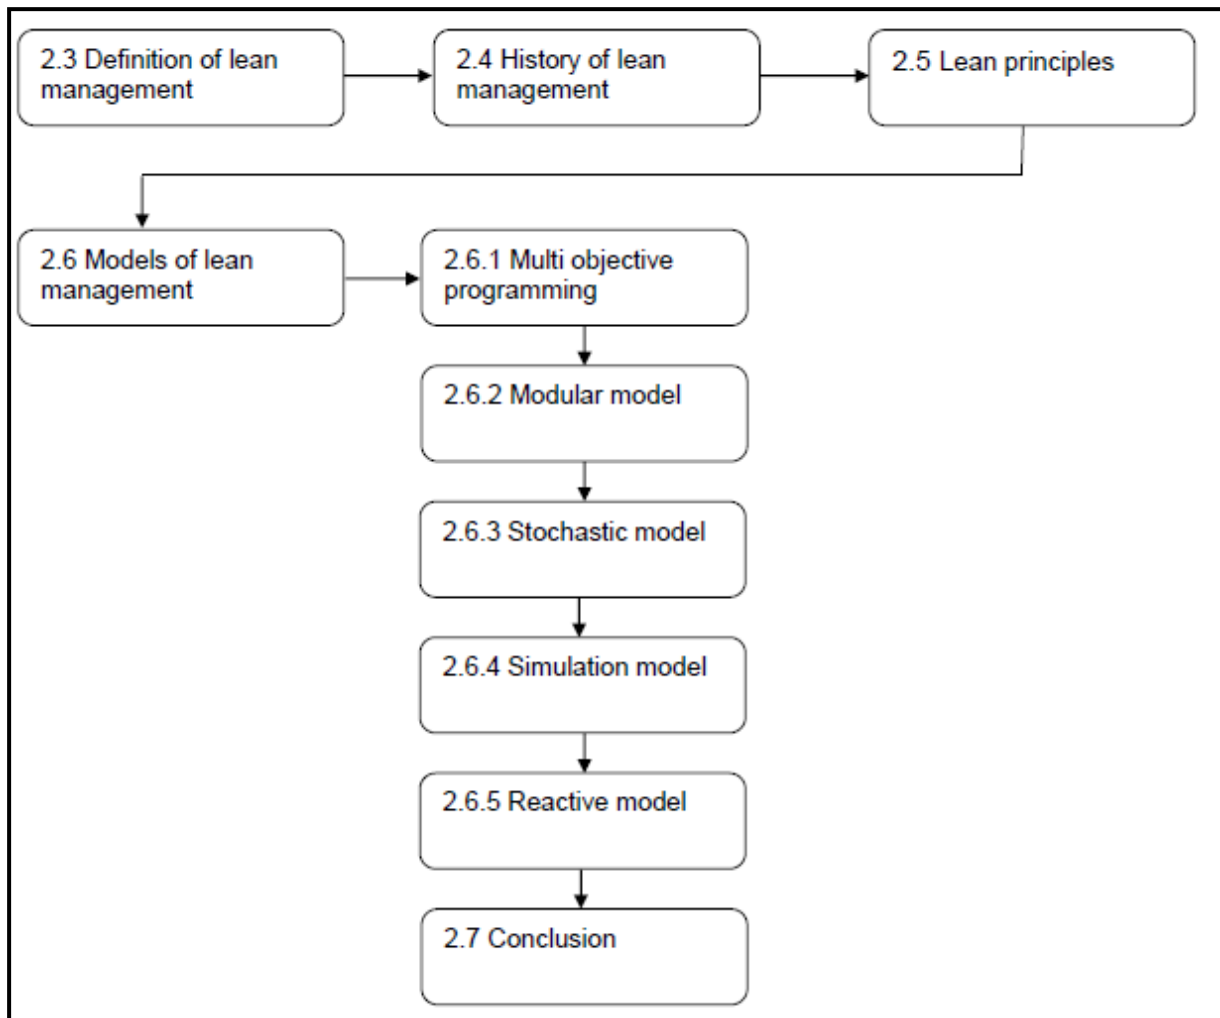 2.3 Definition of lean
management
2.4 History of lean
management
2.5 Lean principles
2.6 Models of lean
management
2.6.1 Multi objective
programming
2.6.2 Modular model
2.6.3 Stochastic model
2.6.4 Simulation model
2.6.5 Reactive model
2.7 Conclusion